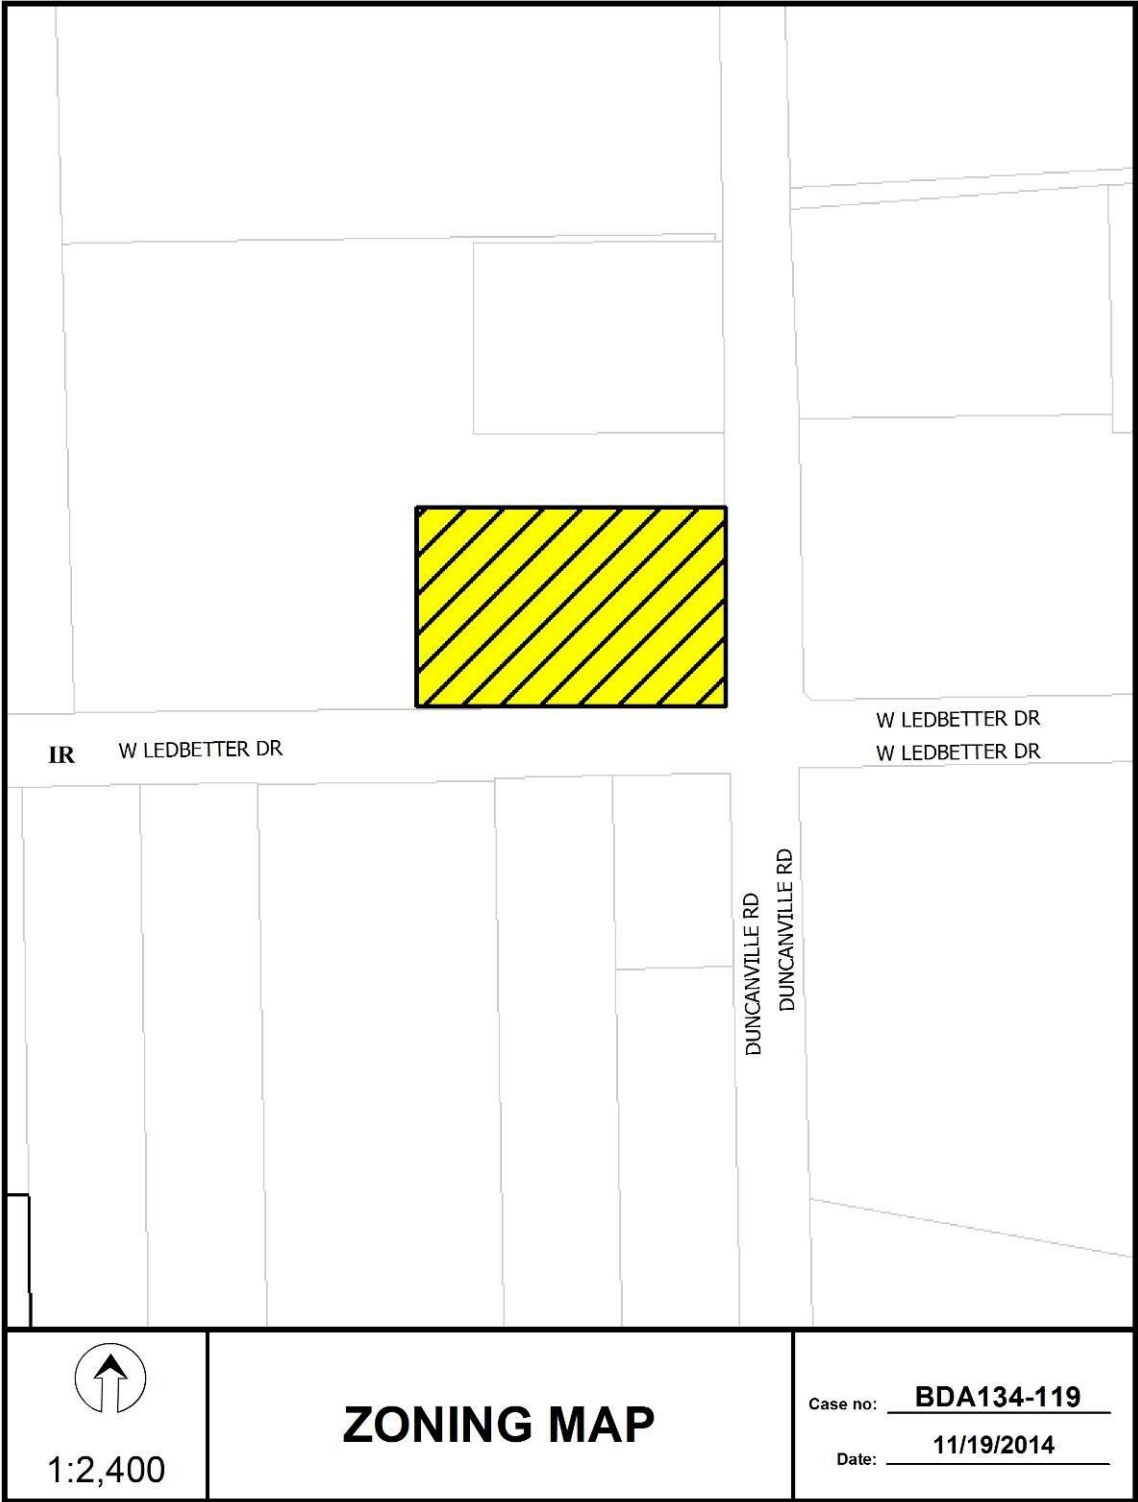 W LEDBETTER DR
IR W LEDBETTER DR
W LEDBETTER DR
DUNCANVILLE RD
DUNCANVILLE RD
1:2,400
ZONING MAP
Case no: BDA134-119
Date: 11/19/2014